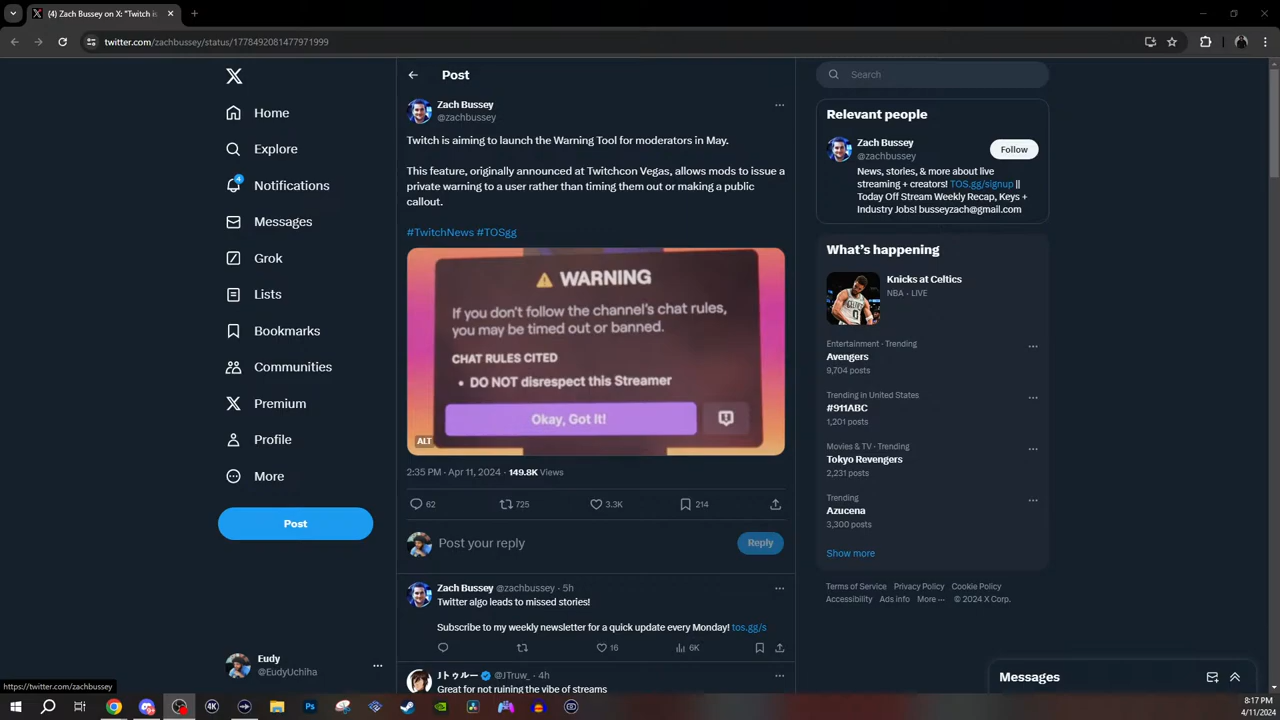 (4) Zach Bussey on X: "Twitch is
twitter.com/zachbussey/status/1778492081477971999
Home
Explore
4
Notifications
Messages
Grok
Lists
Bookmarks
Communities
Premium
Profile
More
Post
Eudy
@EudyUchiha
https://twitter.com/zachbussey
Post
Zach Bussey
@zachbussey
Twitch is aiming to launch the Warning Tool for moderators in May.
This feature, originally announced at Twitchcon Vegas, allows mods to issue a
private warning to a user rather than timing them out or making a public
callout.
#TwitchNews #TOSgg
WARNING
If you don't follow the channel's chat rules,
you may be timed out or banned.
CHAT RULES CITED
• DO NOT disrespect this Streamer
Okay, Got It!
ALT
2:35 PM · Apr 11, 2024 · 149.8K Views
62 725 3.3K 214
Post your reply
Reply
Zach Bussey @zachbussey · 5h
Twitter algo leads to missed stories!
Subscribe to my weekly newsletter for a quick update every Monday! tos.gg/s
16 6K
Jトゥルー @JTruw_ · 4h
Great for not ruining the vibe of streams
Search
Relevant people
Zach Bussey
@zachbussey
Follow
News, stories, & more about live
streaming + creators! TOS.gg/signup ||
Today Off Stream Weekly Recap, Keys +
Industry Jobs! busseyzach@gmail.com
What's happening
Knicks at Celtics
NBA · LIVE
Entertainment · Trending
Avengers
9,704 posts
Trending in United States
#911ABC
1,201 posts
Movies & TV · Trending
Tokyo Revengers
2,231 posts
Trending
Azucena
3,300 posts
Show more
Terms of Service Privacy Policy Cookie Policy
Accessibility Ads info More ··· © 2024 X Corp.
Messages
4K
8:17 PM
4/11/2024